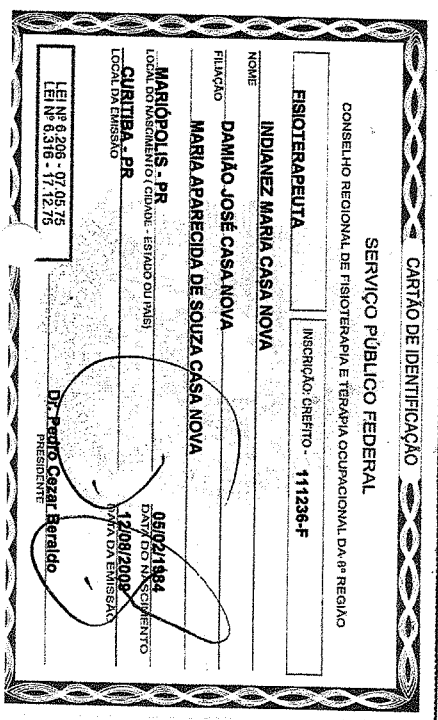 CARTÃO DE IDENTIFICAÇÃO
SERVIÇO PÚBLICO FEDERAL
CONSELHO REGIONAL DE FISIOTERAPIA E TERAPIA OCUPACIONAL DA 8ª REGIÃO
FISIOTERAPEUTA
INSCRIÇÃO: CREFITO - 111236-F
INDIANEZ MARIA CASA NOVA
NOME
DAMIÃO JOSÉ CASA NOVA
FILIAÇÃO
MARIA APARECIDA DE SOUZA CASA NOVA
MARIÓPOLIS - PR 05/02/1984
LOCAL DO NASCIMENTO ( CIDADE - ESTADO OU PAÍS) DATA DO NASCIMENTO
CURITIBA - PR 12/08/2009
LOCAL DA EMISSÃO DATA DA EMISSÃO
LEI Nº 6.206 - 07.05.75
LEI Nº 6.316 - 17.12.75
Dr. Pedro Cezar Beraldo
PRESIDENTE